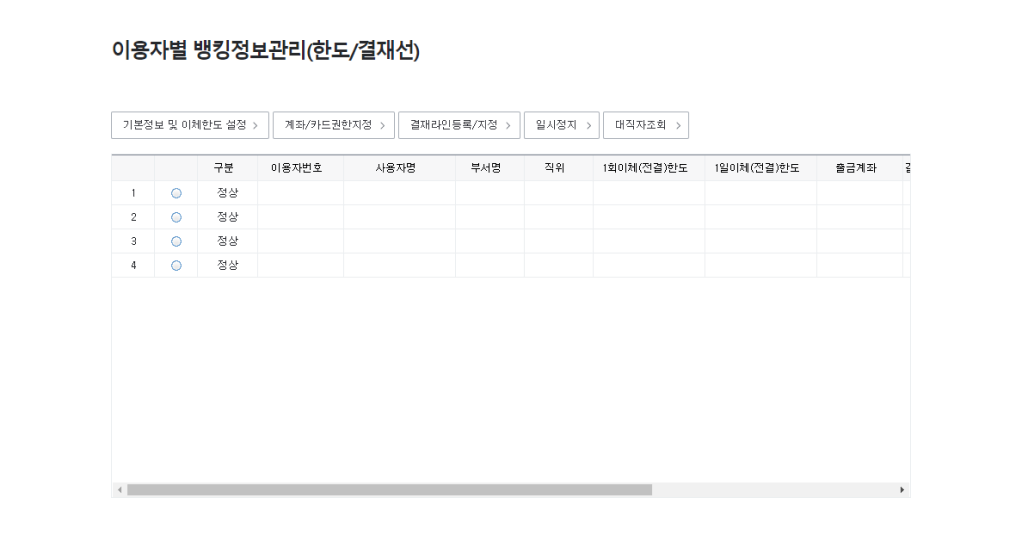 이용자별 뱅킹정보관리(한도/결재선)
기본정보 및 이체한도 설정 > 계좌/카드권한지정 > 결재라인등록/지정 > 일시정지 > 대직자조회 >
구분 이용자번호 사용자명 부서명 직위 1회이체(전결)한도 1일이체(전결)한도 출금계좌
1 정상
2 정상
3 정상
4 정상